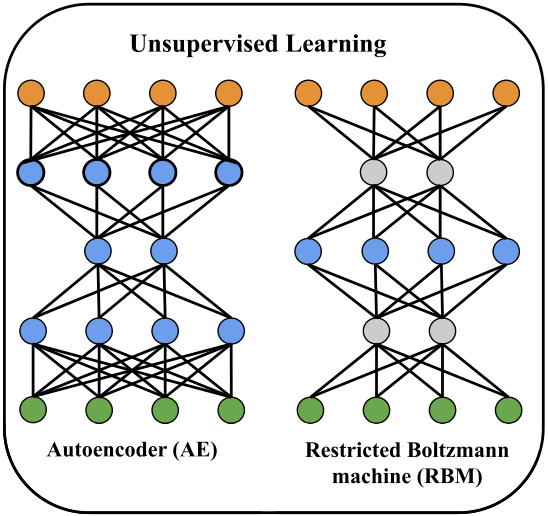 Unsupervised Learning
Autoencoder (AE)
Restricted Boltzmann
machine (RBM)